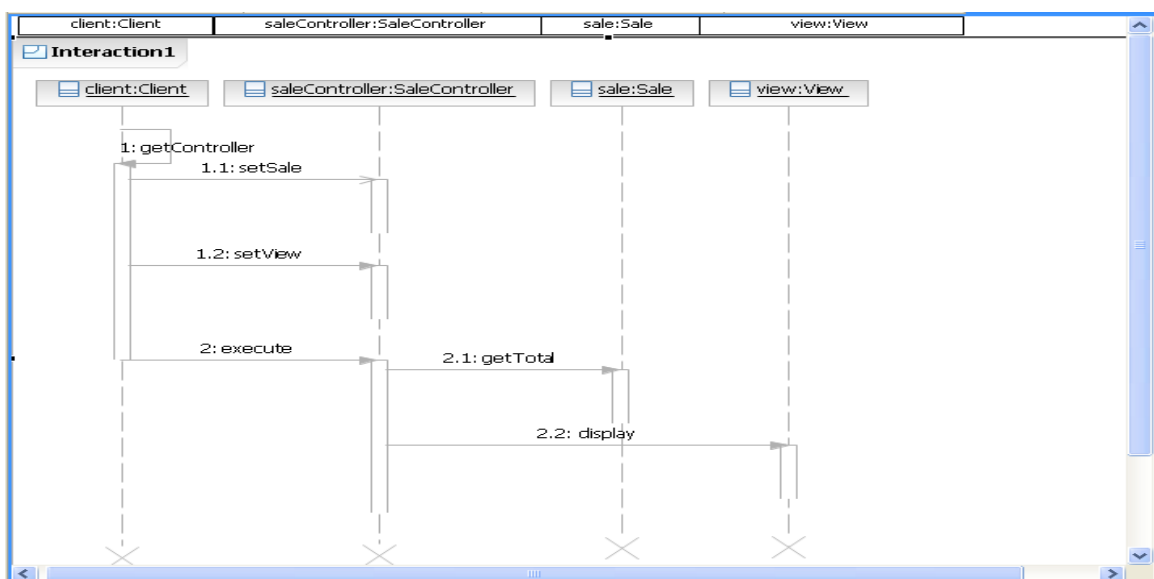 client:Client saleController:SaleController sale:Sale view:View
Interaction1
client:Client saleController:SaleController sale:Sale view:View
1: getController
1.1: setSale
1.2: setView
2: execute
2.1: getTotal
2.2: display